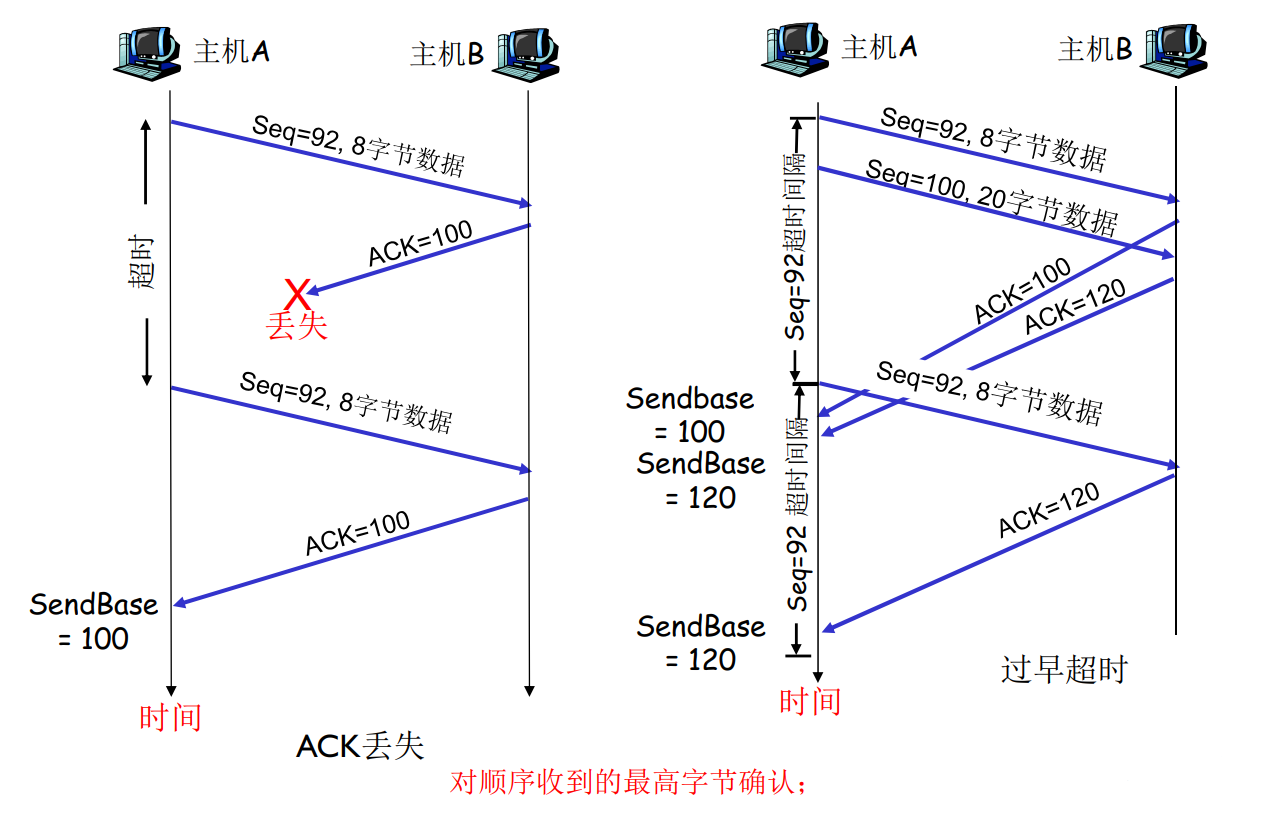 主机A
主机B
Seq=92, 8字节数据
ACK=100
X
丢失
超时
Seq=92, 8字节数据
ACK=100
SendBase
= 100
时间
ACK丢失
主机A
主机B
Seq=92, 8字节数据
Seq=100, 20字节数据
Seq=92超时间隔
ACK=100
ACK=120
Seq=92, 8字节数据
Sendbase
= 100
SendBase
= 120
Seq=92 超时间隔
ACK=120
SendBase
= 120
时间
过早超时
对顺序收到的最高字节确认；